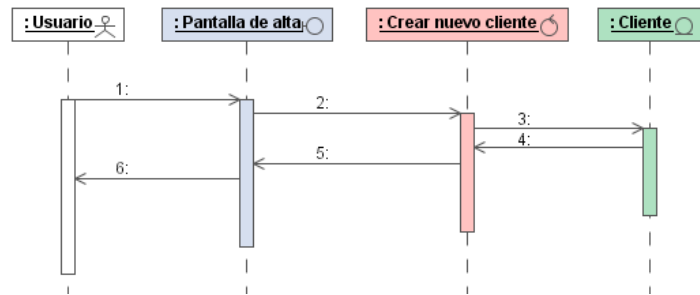 : Usuario
: Pantalla de alta
: Crear nuevo cliente
: Cliente
1:
2:
3:
4:
5:
6: